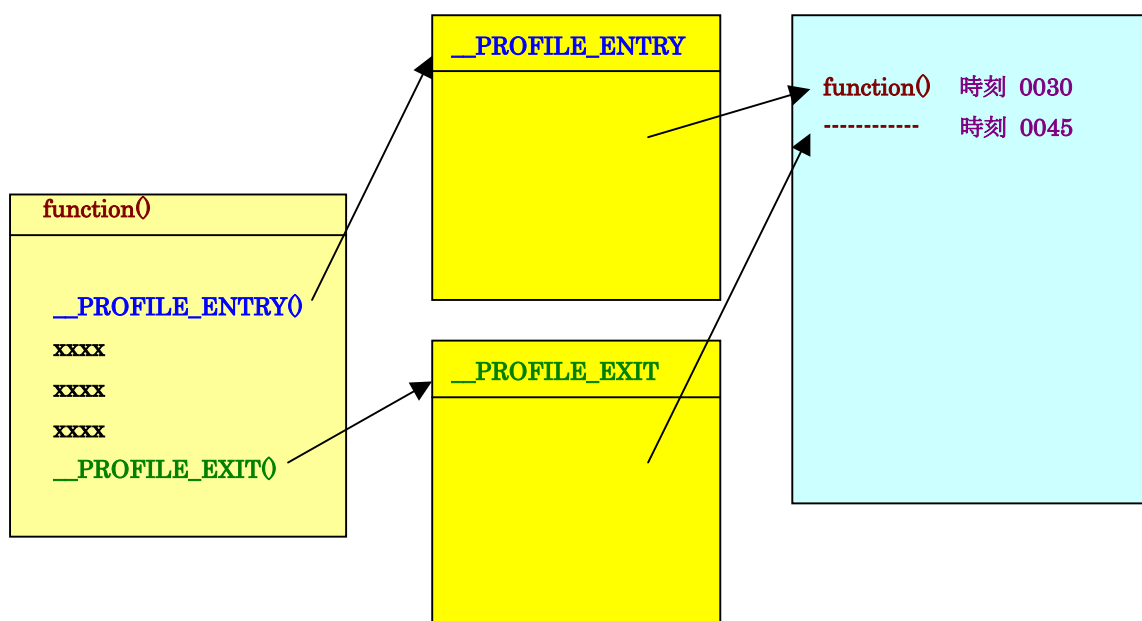 function()
__PROFILE_ENTRY()
xxxx
xxxx
xxxx
__PROFILE_EXIT()
__PROFILE_ENTRY
__PROFILE_EXIT
function() 時刻 0030
------------ 時刻 0045